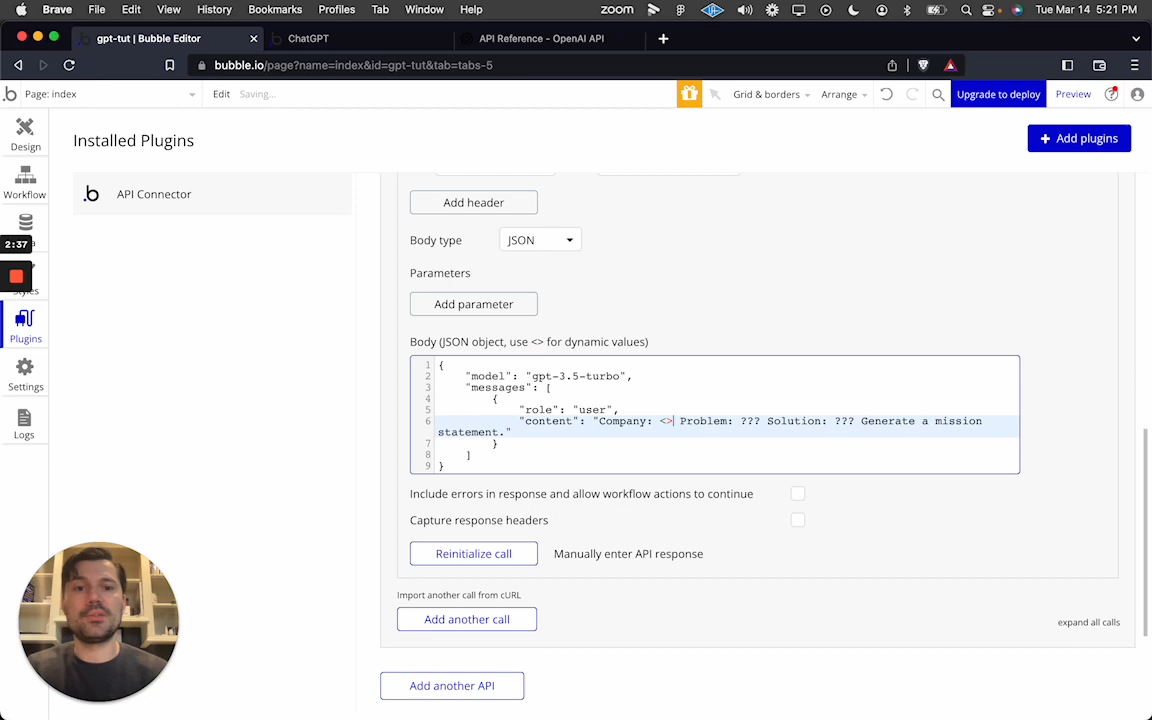 Brave File Edit View History Bookmarks Profiles Tab Window Help zoom Tue Mar 14 5:21 PM
gpt-tut | Bubble Editor ChatGPT API Reference - OpenAI API
bubble.io/page?name=index&id=gpt-tut&tab=tabs-5
.b Page: index Edit Saving... Grid & borders Arrange Upgrade to deploy Preview
Design
Workflow
2:37
Plugins
Settings
Logs
Installed Plugins
+ Add plugins
.b API Connector
Add header
Body type JSON
Parameters
Add parameter
Body (JSON object, use <> for dynamic values)
1 {
2 "model": "gpt-3.5-turbo",
3 "messages": [
4 {
5 "role": "user",
6 "content": "Company: <> Problem: ??? Solution: ??? Generate a mission
statement."
7 }
8 ]
9 }
Include errors in response and allow workflow actions to continue
Capture response headers
Reinitialize call Manually enter API response
Import another call from cURL
Add another call
expand all calls
Add another API